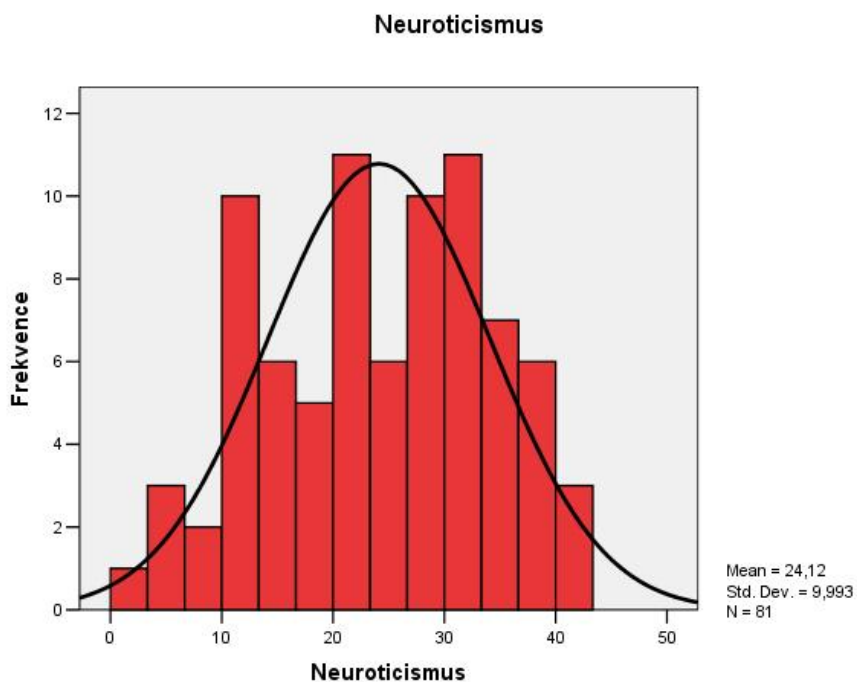 Neuroticismus
Frekvence
12
10
8
6
4
2
0
0 10 20 30 40 50
Neuroticismus
Mean = 24,12
Std. Dev. = 9,993
N = 81